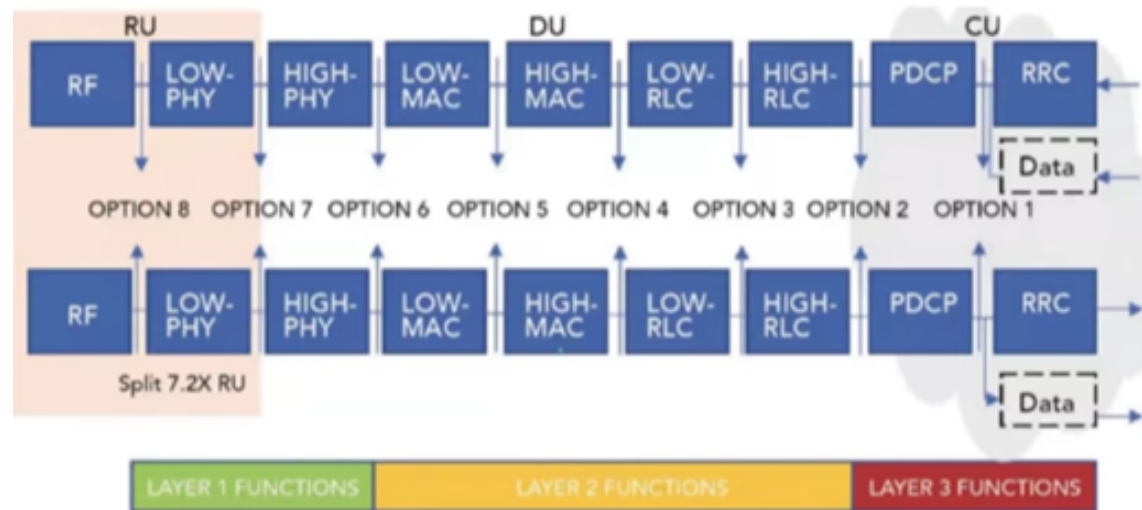 RU DU CU
RF LOW-PHY HIGH-PHY LOW-MAC HIGH-MAC LOW-RLC HIGH-RLC PDCP RRC
Data
OPTION 8 OPTION 7 OPTION 6 OPTION 5 OPTION 4 OPTION 3 OPTION 2 OPTION 1
RF LOW-PHY HIGH-PHY LOW-MAC HIGH-MAC LOW-RLC HIGH-RLC PDCP RRC
Split 7.2X RU
Data
LAYER 1 FUNCTIONS LAYER 2 FUNCTIONS LAYER 3 FUNCTIONS